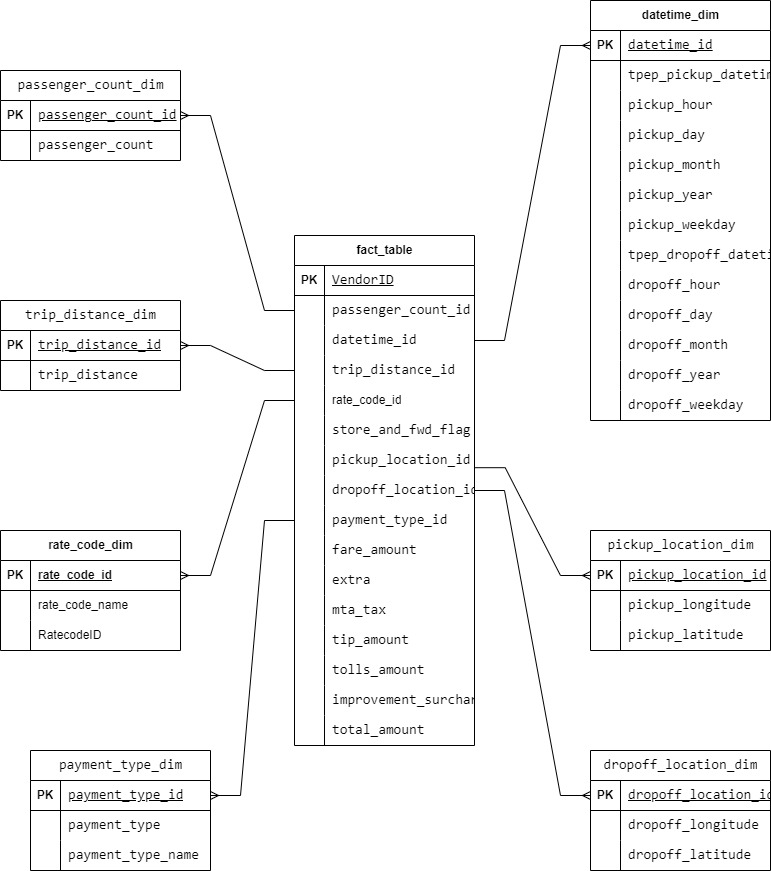 passenger_count_dim
PK passenger_count_id
passenger_count
trip_distance_dim
PK trip_distance_id
trip_distance
rate_code_dim
PK rate_code_id
rate_code_name
RatecodeID
payment_type_dim
PK payment_type_id
payment_type
payment_type_name
fact_table
PK VendorID
passenger_count_id
datetime_id
trip_distance_id
rate_code_id
store_and_fwd_flag
pickup_location_id
dropoff_location_id
payment_type_id
fare_amount
extra
mta_tax
tip_amount
tolls_amount
improvement_surchar
total_amount
datetime_dim
PK datetime_id
tpep_pickup_datetim
pickup_hour
pickup_day
pickup_month
pickup_year
pickup_weekday
tpep_dropoff_dateti
dropoff_hour
dropoff_day
dropoff_month
dropoff_year
dropoff_weekday
pickup_location_dim
PK pickup_location_id
pickup_longitude
pickup_latitude
dropoff_location_dim
PK dropoff_location_id
dropoff_longitude
dropoff_latitude